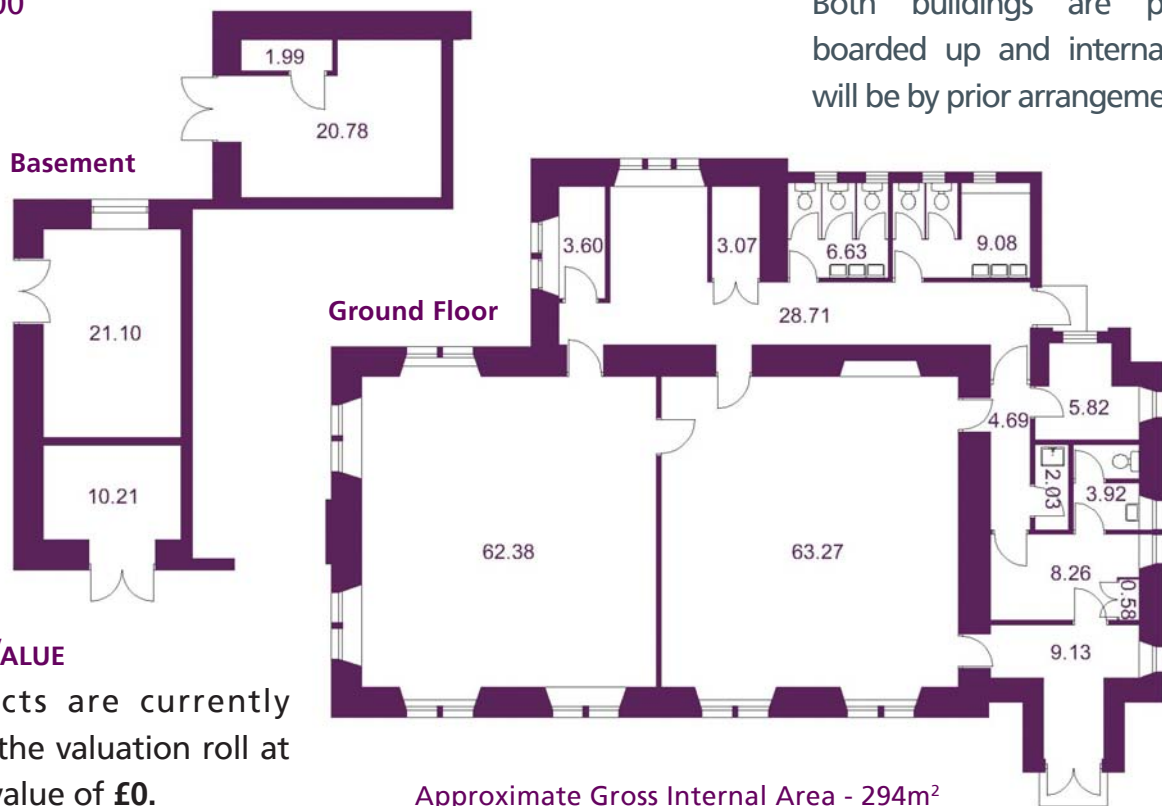 00
Both buildings are p
boarded up and interna
will be by prior arrangeme
1.99
20.78
Basement
3.60
3.07
6.63
9.08
21.10
Ground Floor
28.71
4.69
5.82
10.21
2.03
3.92
62.38
63.27
8.26
0.58
9.13
VALUE
cts are currently
the valuation roll at
value of £0.
Approximate Gross Internal Area - 294m²